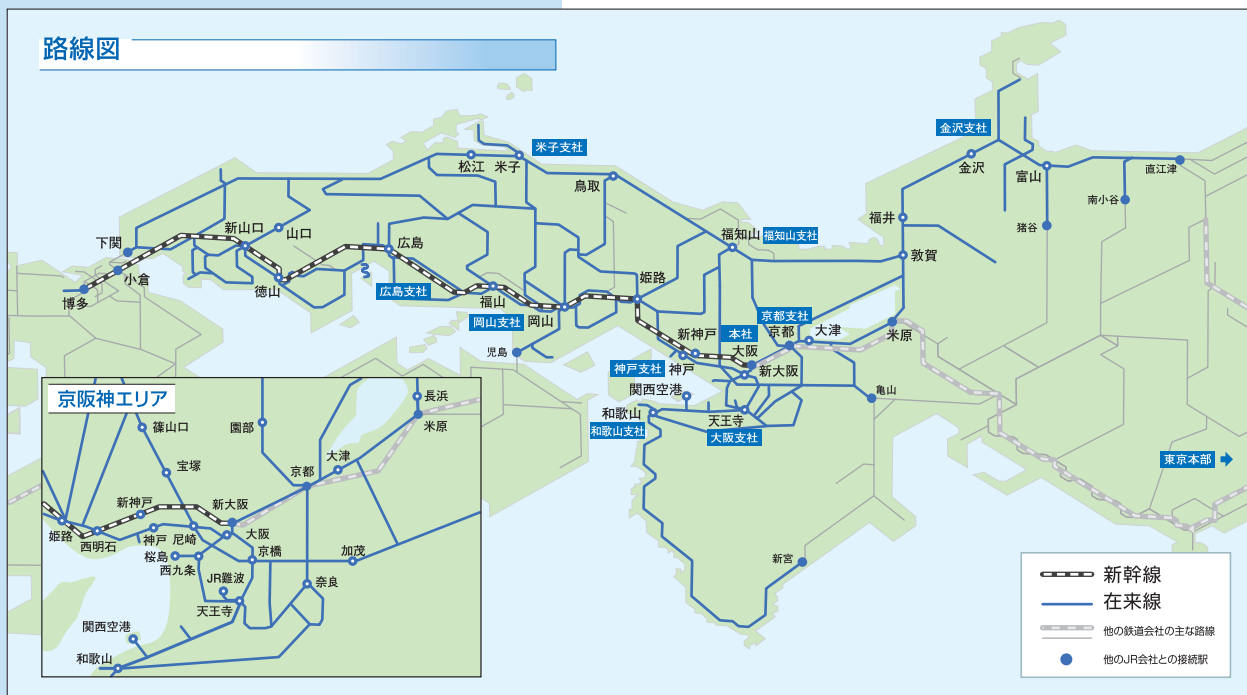 路線図
金沢支社
米子支社
松江
米子
金沢
富山
直江津
鳥取
南小谷
新山口
山口
福井
猪谷
下関
広島
福知山
福知山支社
敦賀
小倉
姫路
博多
徳山
広島支社
福山
岡山
岡山支社
京都支社
新神戸
本社
京都
大津
米原
児島
大阪
神戸支社
神戸
新大阪
関西空港
亀山
和歌山
天王寺
和歌山支社
大阪支社
東京本部
新宮
京阪神エリア
長浜
篠山口
園部
米原
宝塚
京都
大津
新神戸
新大阪
姫路
西明石
神戸
尼崎
大阪
桜島
京橋
加茂
西九条
JR難波
奈良
天王寺
関西空港
和歌山
新幹線
在来線
他の鉄道会社の主な路線
他のJR会社との接続駅